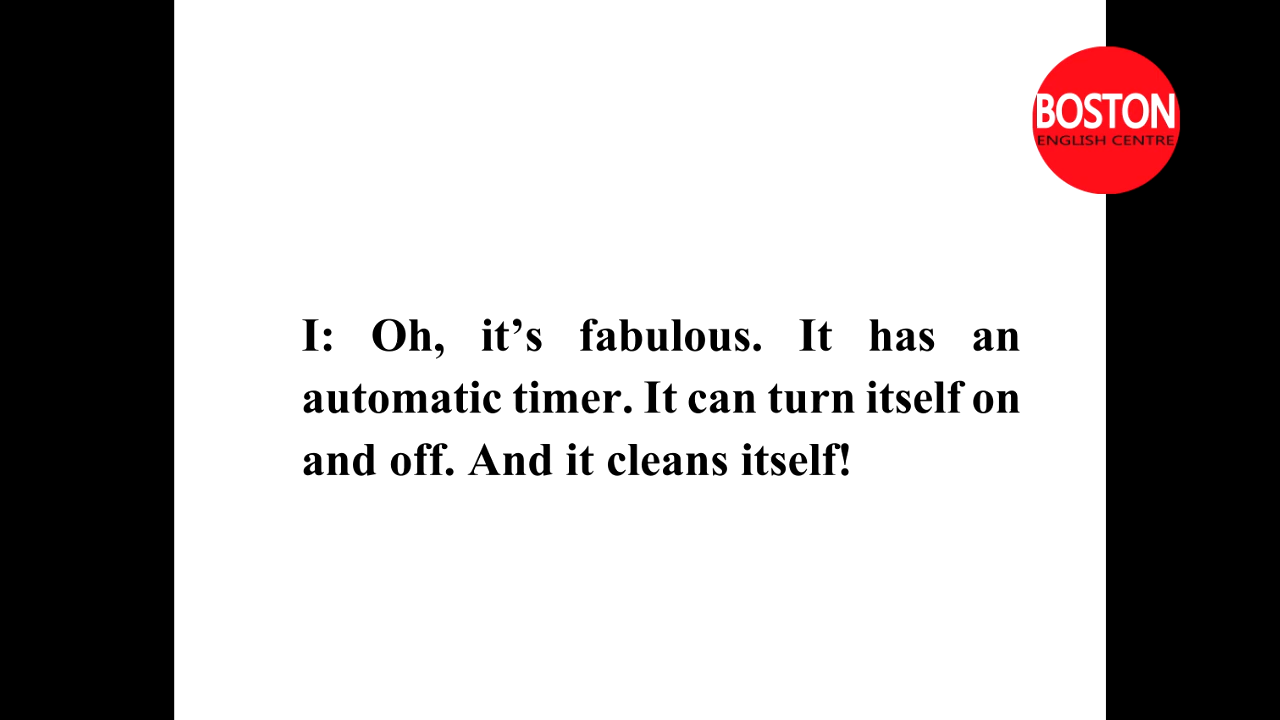 BOSTON
ENGLISH CENTRE
I: Oh, it’s fabulous. It has an
automatic timer. It can turn itself on
and off. And it cleans itself!